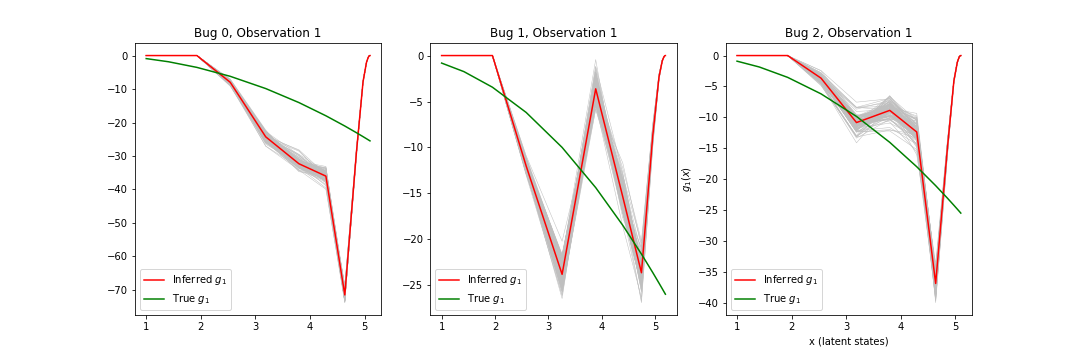 Bug 0, Observation 1
0
−10
−20
−30
−40
−50
−60
−70
1 2 3 4 5
Inferred g₁
True g₁
Bug 1, Observation 1
0
−5
−10
−15
−20
−25
1 2 3 4 5
Inferred g₁
True g₁
Bug 2, Observation 1
g₁(x)
0
−5
−10
−15
−20
−25
−30
−35
−40
1 2 3 4 5
x (latent states)
Inferred g₁
True g₁